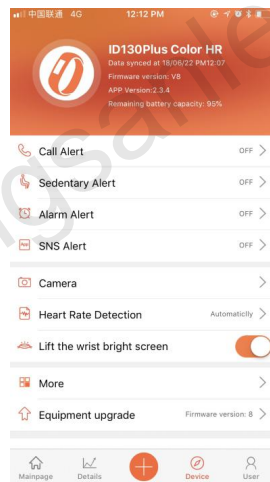 中国联通 4G 12:12 PM
ID130Plus Color HR
Data synced at 18/06/22 PM12:07
Firmware version: V8
APP Version:2.3.4
Remaining battery capacity: 95%
Call Alert OFF
Sedentary Alert OFF
Alarm Alert OFF
SNS Alert OFF
Camera
Heart Rate Detection Automaticlly
Lift the wrist bright screen
More
Equipment upgrade Firmware version: 8
Mainpage Details Device User